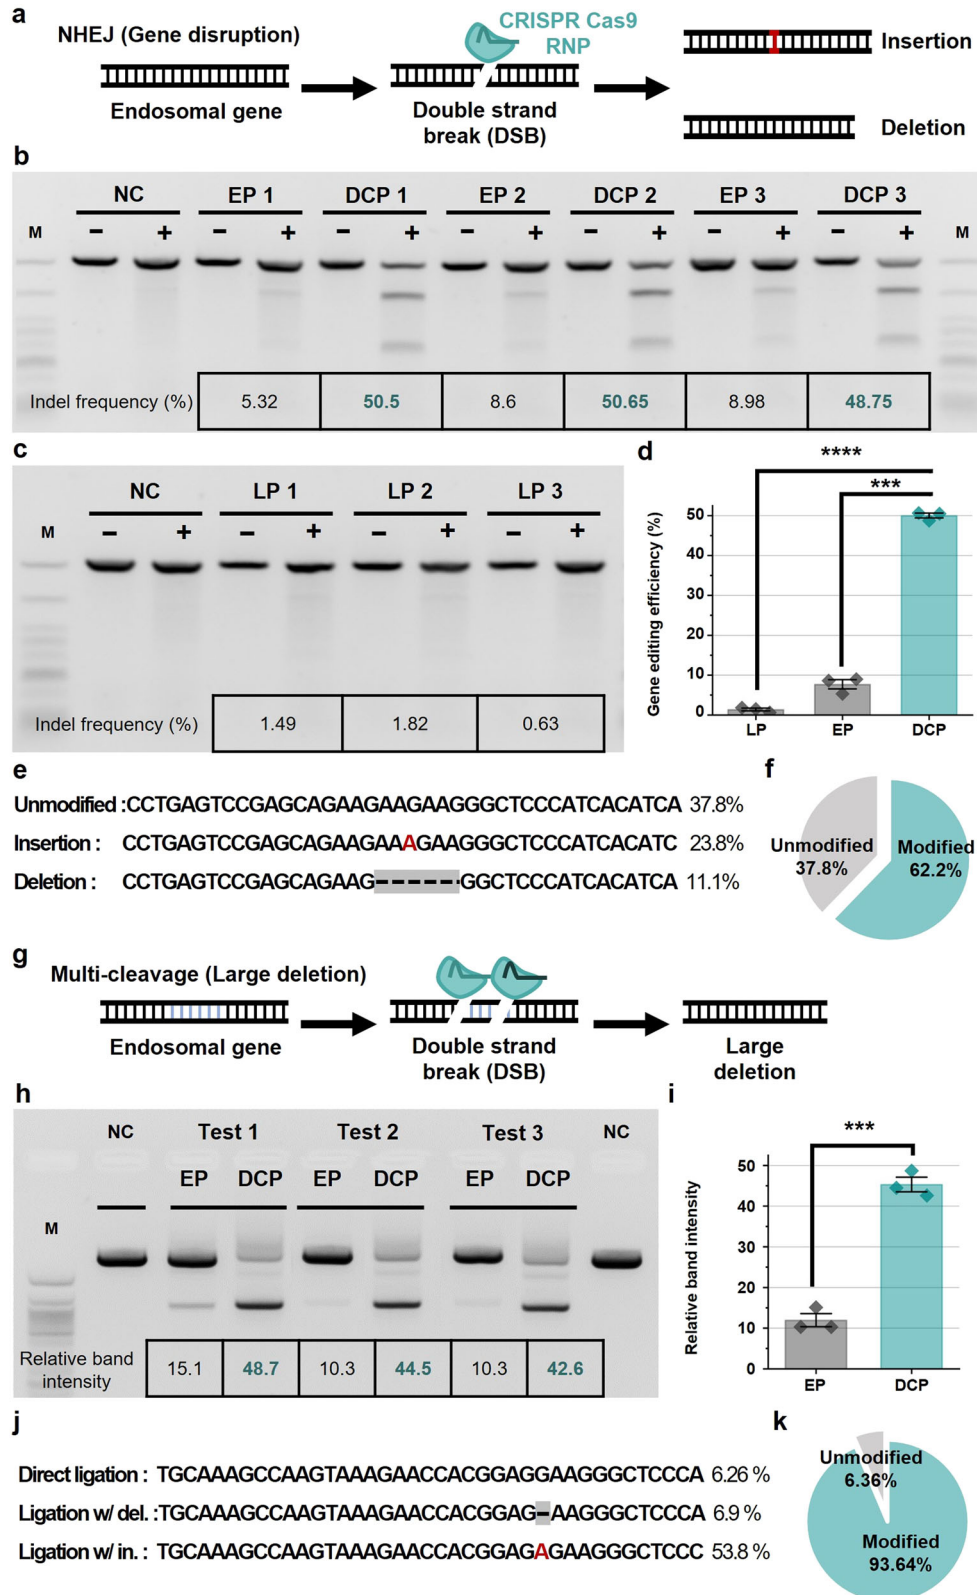 a
NHEJ (Gene disruption)
CRISPR Cas9
RNP
Insertion
Endosomal gene
Double strand
break (DSB)
Deletion
b
NC EP 1 DCP 1 EP 2 DCP 2 EP 3 DCP 3
M - + - + - + - + - + - + - + M
Indel frequency (%) 5.32 50.5 8.6 50.65 8.98 48.75
c
NC LP 1 LP 2 LP 3
M - + - + - + - +
Indel frequency (%) 1.49 1.82 0.63
d
****
***
Gene editing efficiency (%)
50
40
30
20
10
0
LP EP DCP
e
Unmodified :CCTGAGTCCGAGCAGAAGAAGAAGGGCTCCCATCACATCA 37.8%
Insertion : CCTGAGTCCGAGCAGAAGAAAGAAGGGCTCCCATCACATC 23.8%
Deletion : CCTGAGTCCGAGCAGAAG------GGCTCCCATCACATCA 11.1%
f
Unmodified
37.8%
Modified
62.2%
g
Multi-cleavage (Large deletion)
Endosomal gene
Double strand
break (DSB)
Large
deletion
h
NC Test 1 Test 2 Test 3 NC
EP DCP EP DCP EP DCP
M
Relative band
intensity
15.1 48.7 10.3 44.5 10.3 42.6
i
***
Relative band intensity
50
40
30
20
10
0
EP DCP
j
Direct ligation : TGCAAAGCCAAGTAAAGAACCACGGAGGAAGGGCTCCCA 6.26 %
Ligation w/ del. :TGCAAAGCCAAGTAAAGAACCACGGAG-AAGGGCTCCCA 6.9 %
Ligation w/ in. : TGCAAAGCCAAGTAAAGAACCACGGAGAGAAGGGCTCCC 53.8 %
k
Unmodified
6.36%
Modified
93.64%